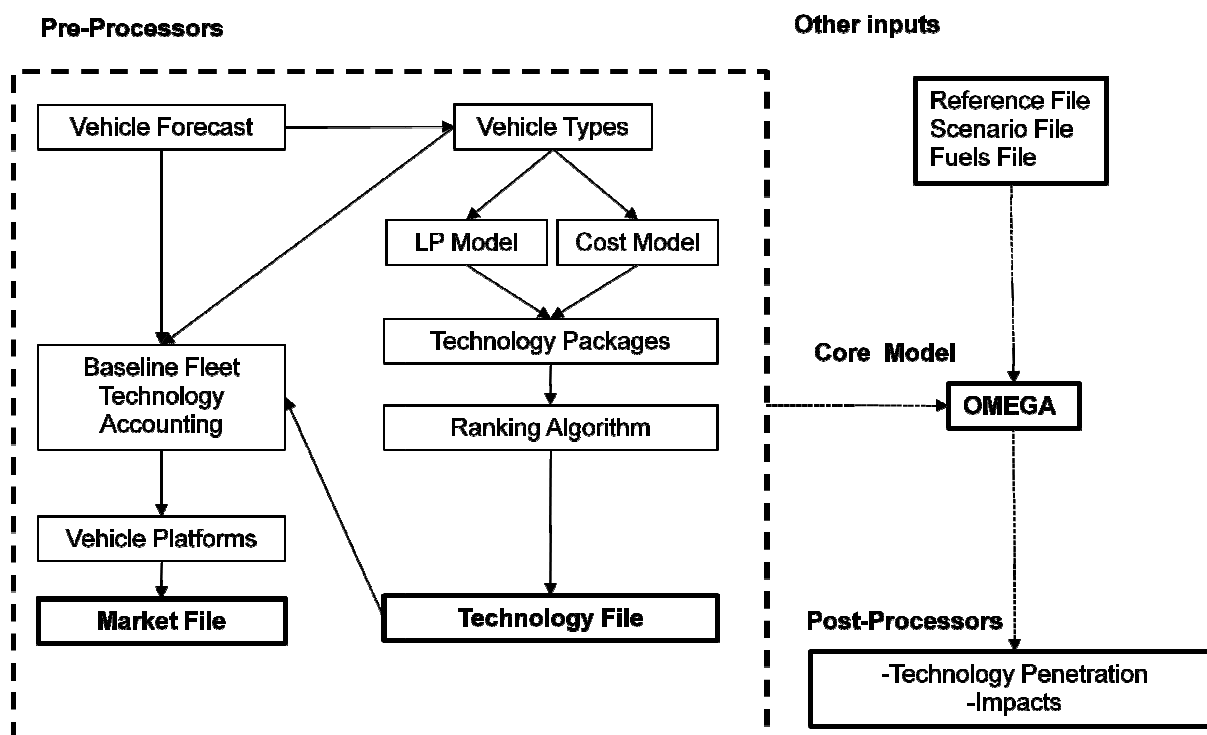 Pre-Processors
Other inputs
Vehicle Forecast
Vehicle Types
Reference File
Scenario File
Fuels File
LP Model
Cost Model
Technology Packages
Baseline Fleet
Technology
Accounting
Core Model
OMEGA
Ranking Algorithm
Vehicle Platforms
Market File
Technology File
Post-Processors
-Technology Penetration
-Impacts